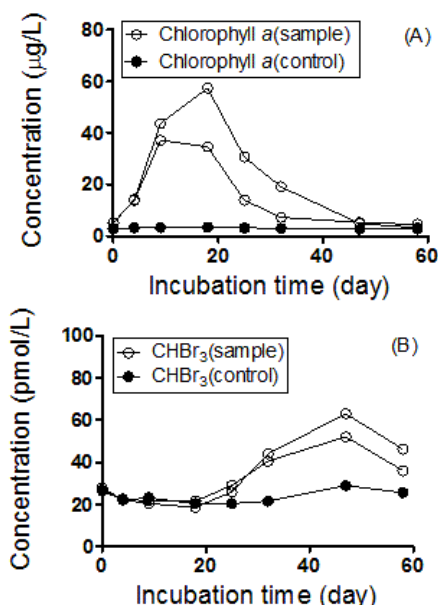 Chlorophyll a(sample)
Chlorophyll a(control)
(A)
Concentration (µg/L)
80
60
40
20
0
0 20 40 60
Incubation time (day)
CHBr₃(sample)
CHBr₃(control)
(B)
Concentration (pmol/L)
100
80
60
40
20
0
0 20 40 60
Incubation time (day)